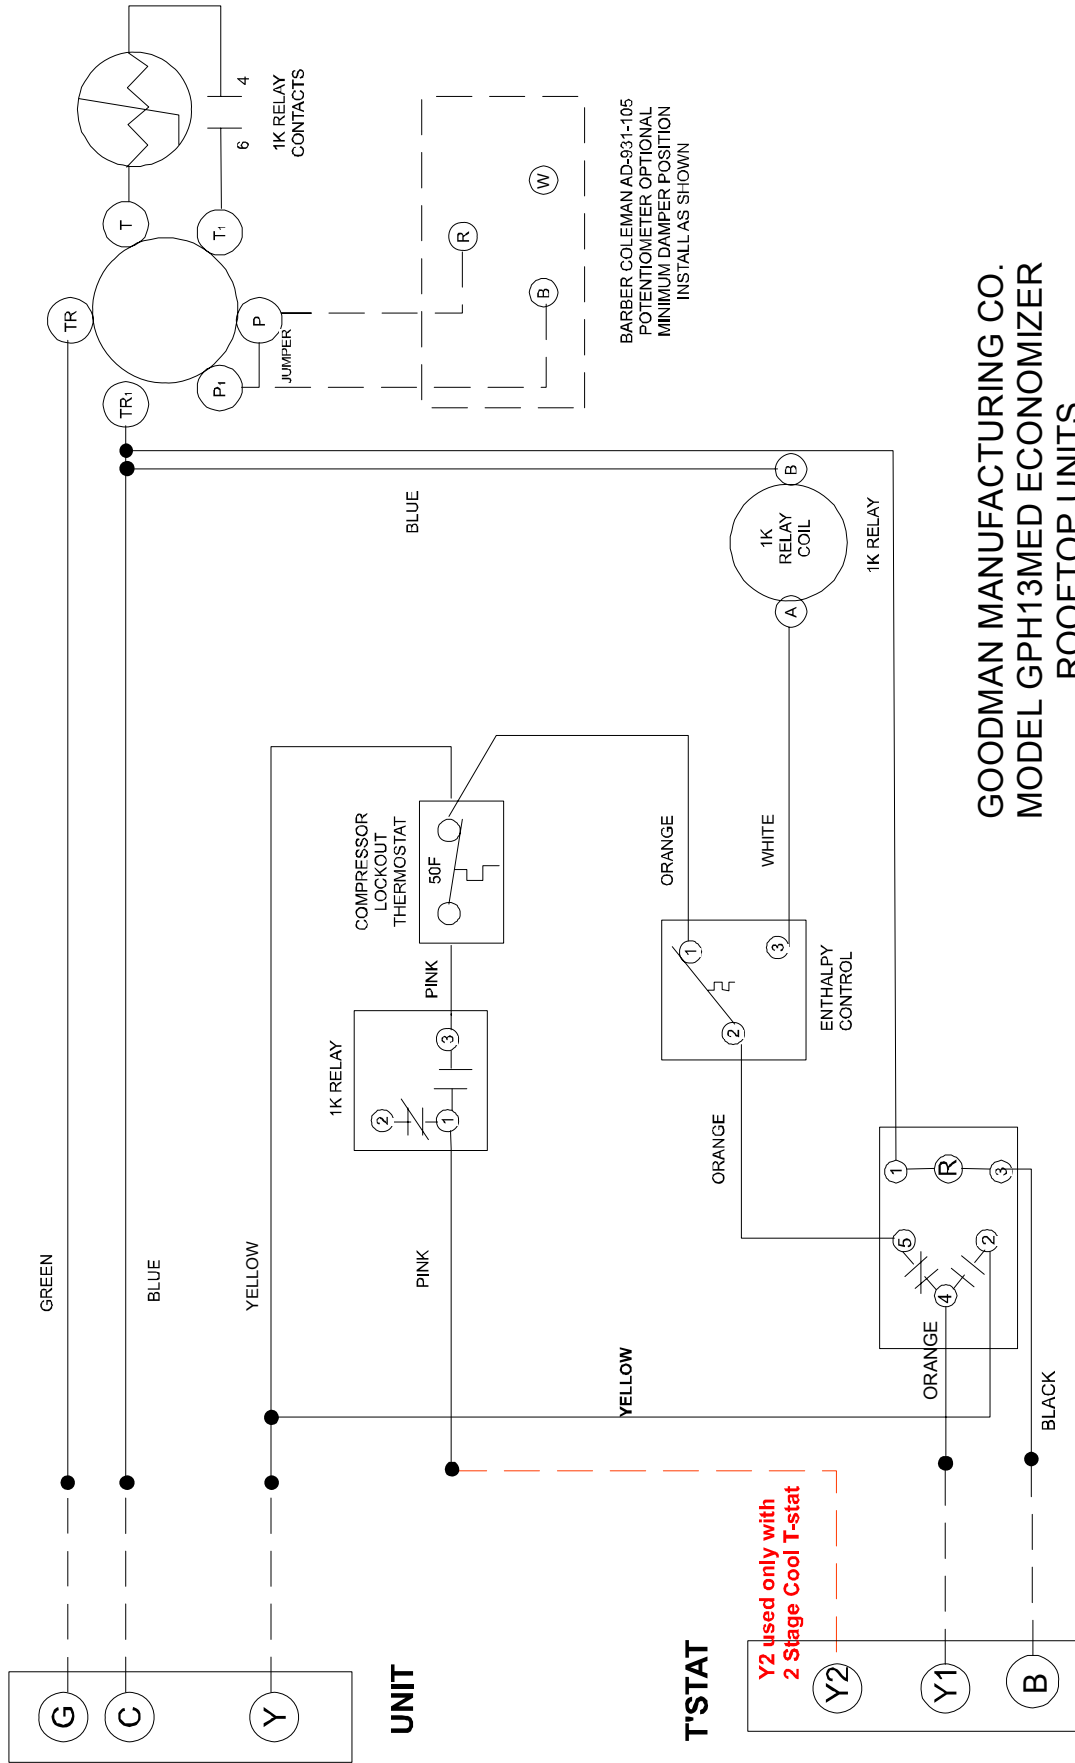 GREEN
BLUE
YELLOW
G
C
Y
UNIT
TR
TR1
T
T1
P
P1
JUMPER
4
6
1K RELAY
CONTACTS
R
W
B
BARBER COLEMAN AD-931-105
POTENTIOMETER OPTIONAL
MINIMUM DAMPER POSITION
INSTALL AS SHOWN
BLUE
1K
RELAY
COIL
A
B
1K RELAY
COMPRESSOR
LOCKOUT
THERMOSTAT
50F
PINK
1K RELAY
2
1
3
PINK
ORANGE
WHITE
1
2
3
ENTHALPY
CONTROL
ORANGE
YELLOW
1
R
3
5
4
2
ORANGE
BLACK
Y2 used only with
2 Stage Cool T-stat
T'STAT
Y2
Y1
B
GOODMAN MANUFACTURING CO.
MODEL GPH13MED ECONOMIZER
ROOFTOP UNITS